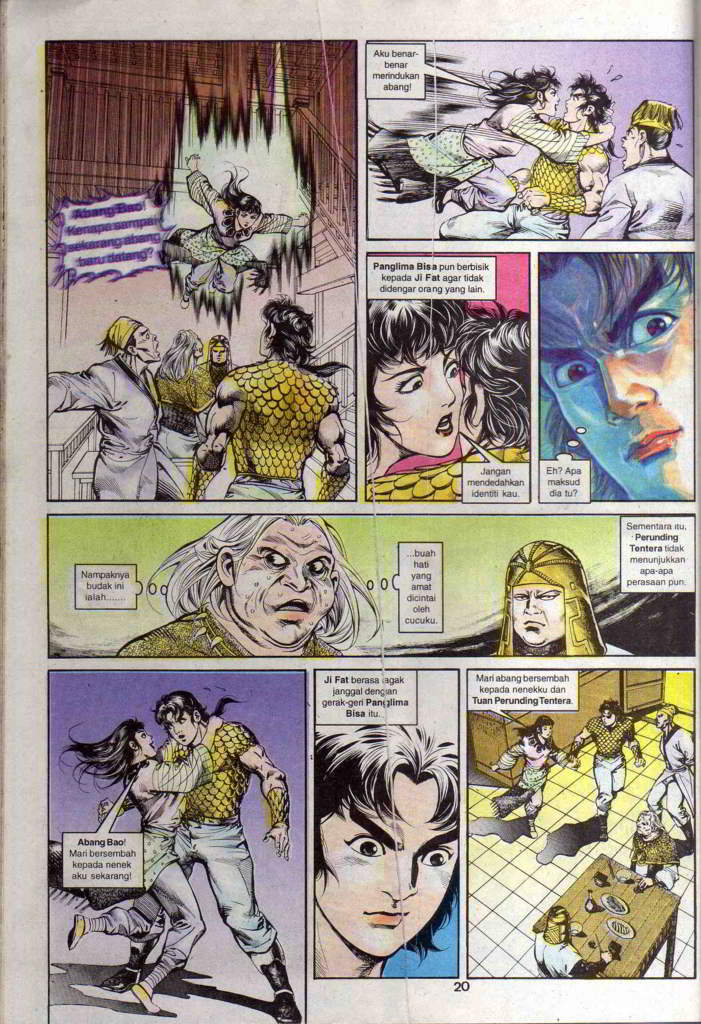 Abang Bao!
Kenapa sampai
sekarang abang
baru datang?
Aku benar-
benar
merindukan
abang!
Panglima Bisa pun berbisik
kepada Ji Fat agar tidak
didengar orang yang lain.
Jangan
mendedahkan
identiti kau.
Eh? Apa
maksud
dia tu?
Nampaknya
budak ini
ialah.......
...buah
hati
yang
amat
dicintai
oleh
cucuku.
Sementara itu,
Perunding
Tentera tidak
menunjukkan
apa-apa
perasaan pun.
Abang Bao!
Mari bersembah
kepada nenek
aku sekarang!
Ji Fat berasa agak
janggal dengan
gerak-geri Panglima
Bisa itu.
Mari abang bersembah
kepada nenekku dan
Tuan Perunding Tentera.
20